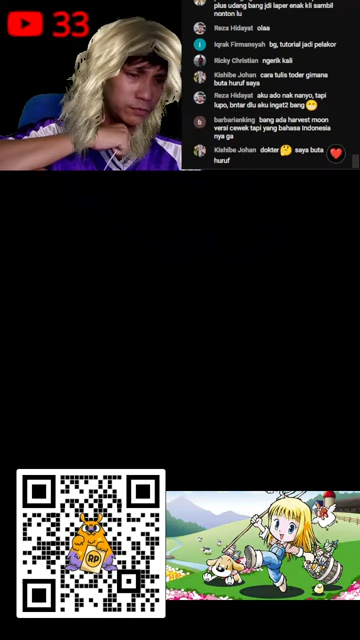 33
plus udang bang jdi laper enak kli sambil
nonton lu
Reza Hidayat olaa
Iqrak Firmansyah bg, tutorial jadi pelakor
Ricky Christian ngerik kali
Kishibe Johan cara tulis toder gimana
buta huruf saya
Reza Hidayat aku ado nak nanyo, tapi
lupo, bntar diu aku ingat2 bang 😁
barbarianking bang ada harvest moon
versi cewek tapi yang bahasa Indonesia
nya ga
Kishibe Johan dokter 🤔 saya buta
huruf
RP